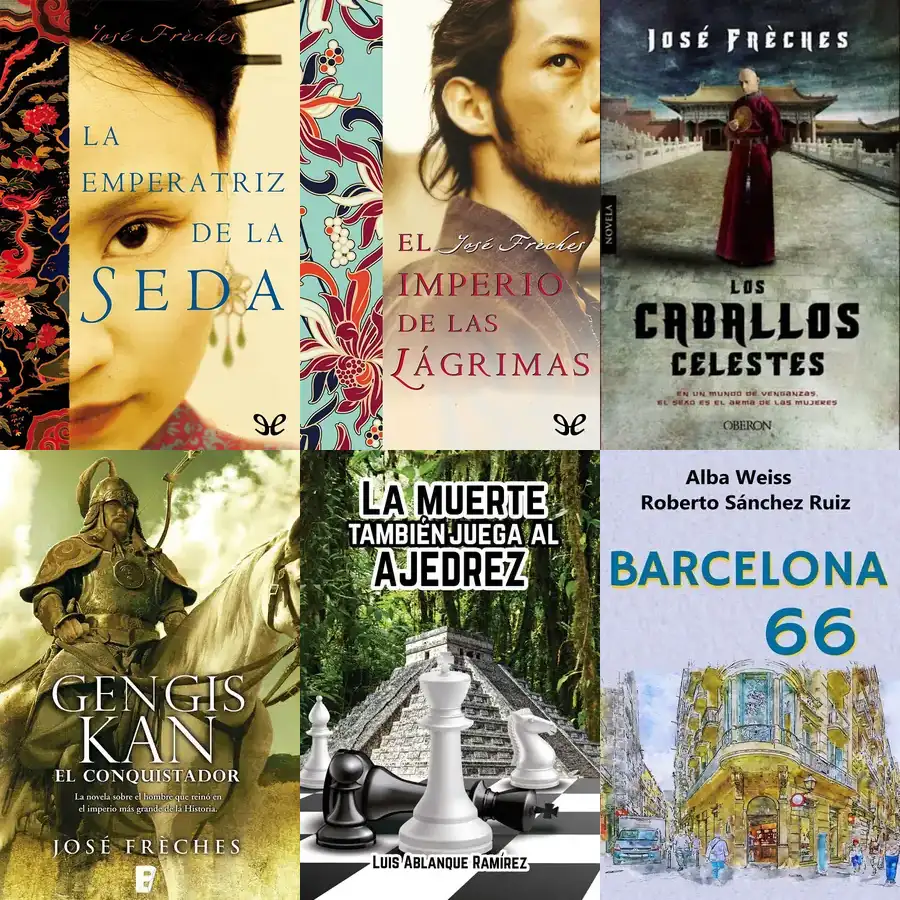 José Frèches
LA
EMPERATRIZ
DE LA
SEDA
EL José Frèches
IMPERIO
DE LAS
LÁGRIMAS
JOSÉ FRÈCHES
NOVELA
LOS
CABALLOS
CELESTES
EN UN MUNDO DE VENGANZAS,
EL SEXO ES EL ARMA DE LAS MUJERES
OBERON
GENGIS
KAN
EL CONQUISTADOR
La novela sobre el hombre que reinó en
el imperio más grande de la Historia.
JOSÉ FRÈCHES
B
LA MUERTE
TAMBIÉN JUEGA AL
AJEDREZ
LUIS ABLANQUE RAMÍREZ
Alba Weiss
Roberto Sánchez Ruiz
BARCELONA
66